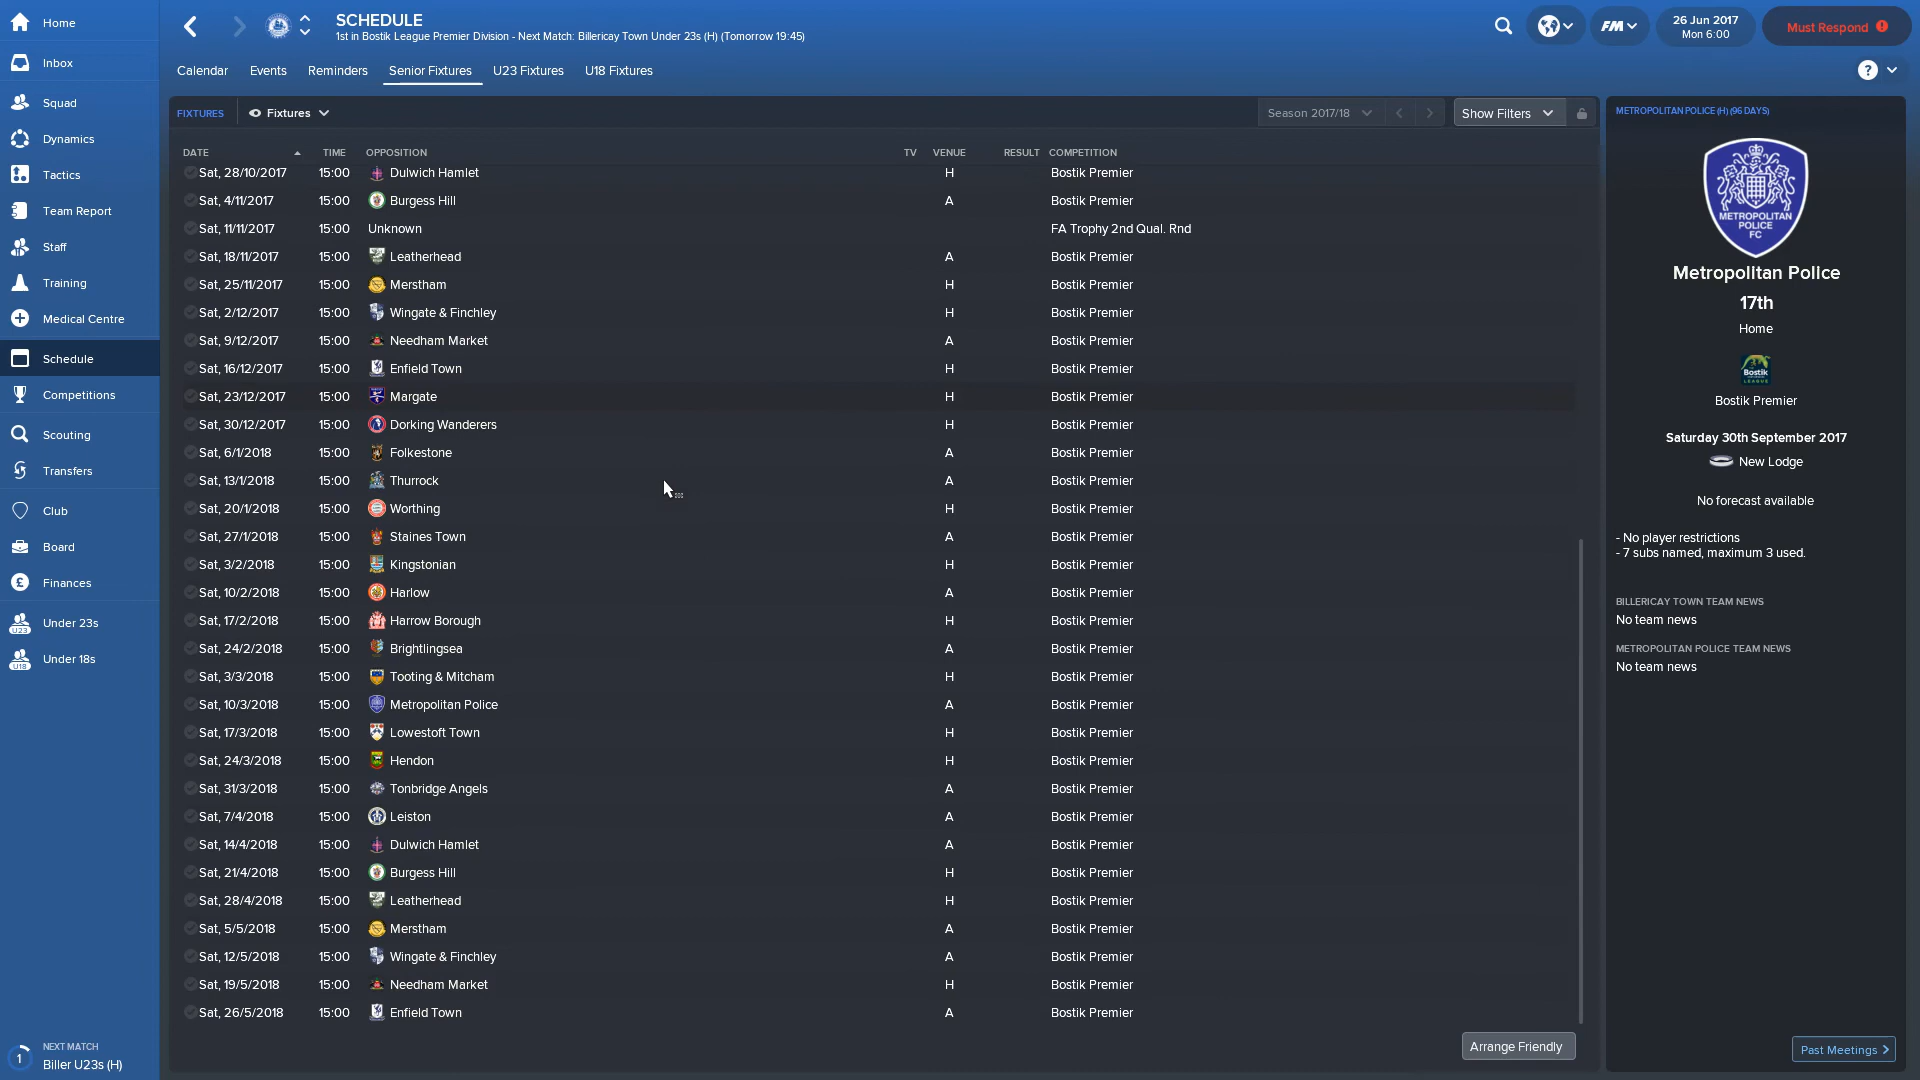 Home
Inbox
Squad
Dynamics
Tactics
Team Report
Staff
Training
Medical Centre
Schedule
Competitions
Scouting
Transfers
Club
Board
Finances
U23
Under 23s
U18
Under 18s
1
NEXT MATCH
Biller U23s (H)
SCHEDULE
1st in Bostik League Premier Division - Next Match: Billericay Town Under 23s (H) (Tomorrow 19:45)
FM
26 Jun 2017
Mon 6:00
Must Respond
Calendar Events Reminders Senior Fixtures U23 Fixtures U18 Fixtures
?
FIXTURES Fixtures Season 2017/18 Show Filters
DATE TIME OPPOSITION TV VENUE RESULT COMPETITION
Sat, 28/10/2017 15:00 Dulwich Hamlet H Bostik Premier
Sat, 4/11/2017 15:00 Burgess Hill A Bostik Premier
Sat, 11/11/2017 15:00 Unknown FA Trophy 2nd Qual. Rnd
Sat, 18/11/2017 15:00 Leatherhead A Bostik Premier
Sat, 25/11/2017 15:00 Merstham H Bostik Premier
Sat, 2/12/2017 15:00 Wingate & Finchley H Bostik Premier
Sat, 9/12/2017 15:00 Needham Market A Bostik Premier
Sat, 16/12/2017 15:00 Enfield Town H Bostik Premier
Sat, 23/12/2017 15:00 Margate H Bostik Premier
Sat, 30/12/2017 15:00 Dorking Wanderers H Bostik Premier
Sat, 6/1/2018 15:00 Folkestone A Bostik Premier
Sat, 13/1/2018 15:00 Thurrock A Bostik Premier
Sat, 20/1/2018 15:00 Worthing H Bostik Premier
Sat, 27/1/2018 15:00 Staines Town A Bostik Premier
Sat, 3/2/2018 15:00 Kingstonian H Bostik Premier
Sat, 10/2/2018 15:00 Harlow A Bostik Premier
Sat, 17/2/2018 15:00 Harrow Borough H Bostik Premier
Sat, 24/2/2018 15:00 Brightlingsea A Bostik Premier
Sat, 3/3/2018 15:00 Tooting & Mitcham H Bostik Premier
Sat, 10/3/2018 15:00 Metropolitan Police A Bostik Premier
Sat, 17/3/2018 15:00 Lowestoft Town H Bostik Premier
Sat, 24/3/2018 15:00 Hendon H Bostik Premier
Sat, 31/3/2018 15:00 Tonbridge Angels A Bostik Premier
Sat, 7/4/2018 15:00 Leiston A Bostik Premier
Sat, 14/4/2018 15:00 Dulwich Hamlet A Bostik Premier
Sat, 21/4/2018 15:00 Burgess Hill H Bostik Premier
Sat, 28/4/2018 15:00 Leatherhead H Bostik Premier
Sat, 5/5/2018 15:00 Merstham A Bostik Premier
Sat, 12/5/2018 15:00 Wingate & Finchley A Bostik Premier
Sat, 19/5/2018 15:00 Needham Market H Bostik Premier
Sat, 26/5/2018 15:00 Enfield Town A Bostik Premier
Arrange Friendly
METROPOLITAN POLICE (H) (96 DAYS)
METROPOLITAN
POLICE
FC
Metropolitan Police
17th
Home
Bostik
LEAGUE
Bostik Premier
Saturday 30th September 2017
New Lodge
No forecast available
- No player restrictions
- 7 subs named, maximum 3 used.
BILLERICAY TOWN TEAM NEWS
No team news
METROPOLITAN POLICE TEAM NEWS
No team news
Past Meetings